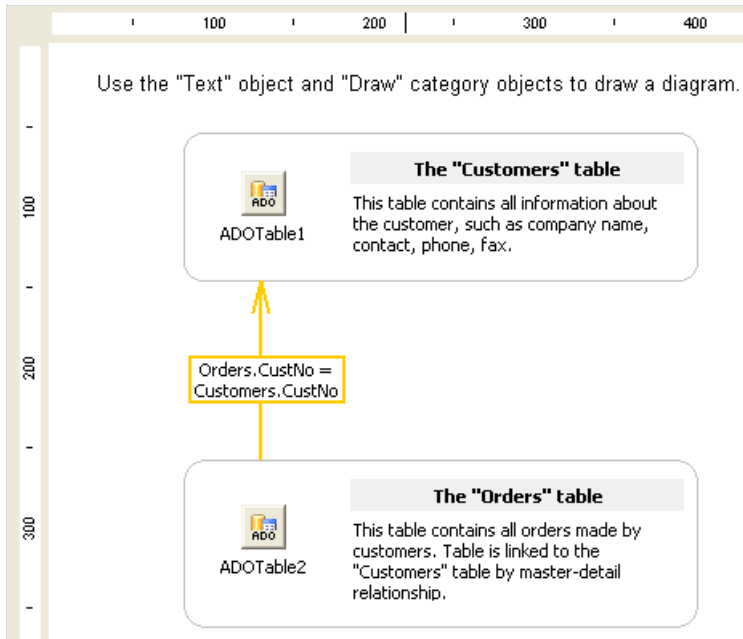 100 200 300 400
Use the "Text" object and "Draw" category objects to draw a diagram.
100
200
300
ADO
ADOTable1
The "Customers" table
This table contains all information about
the customer, such as company name,
contact, phone, fax.
Orders.CustNo =
Customers.CustNo
ADO
ADOTable2
The "Orders" table
This table contains all orders made by
customers. Table is linked to the
"Customers" table by master-detail
relationship.